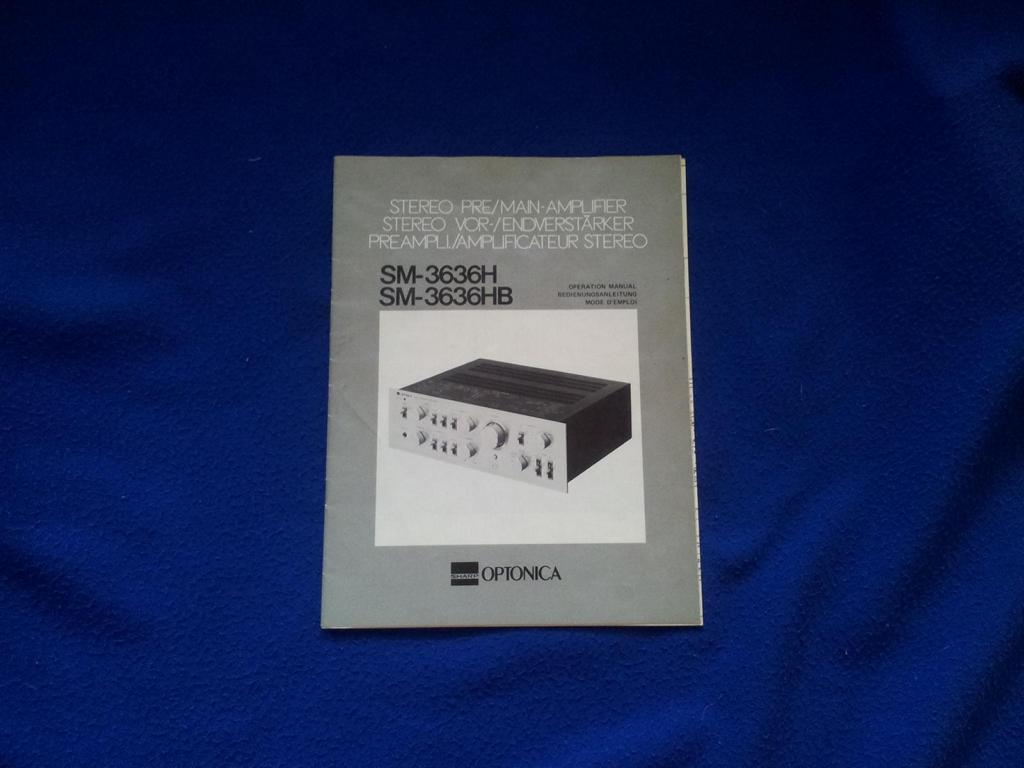 STEREO PRE/MAIN-AMPLIFIER
STEREO VOR-/ENDVERSTÄRKER
PREAMPLI./AMPLIFICATEUR STEREO
SM-3636H
SM-3636HB
OPERATION MANUAL
BEDIENUNGSANLEITUNG
MODE D'EMPLOI
SHARP OPTONICA